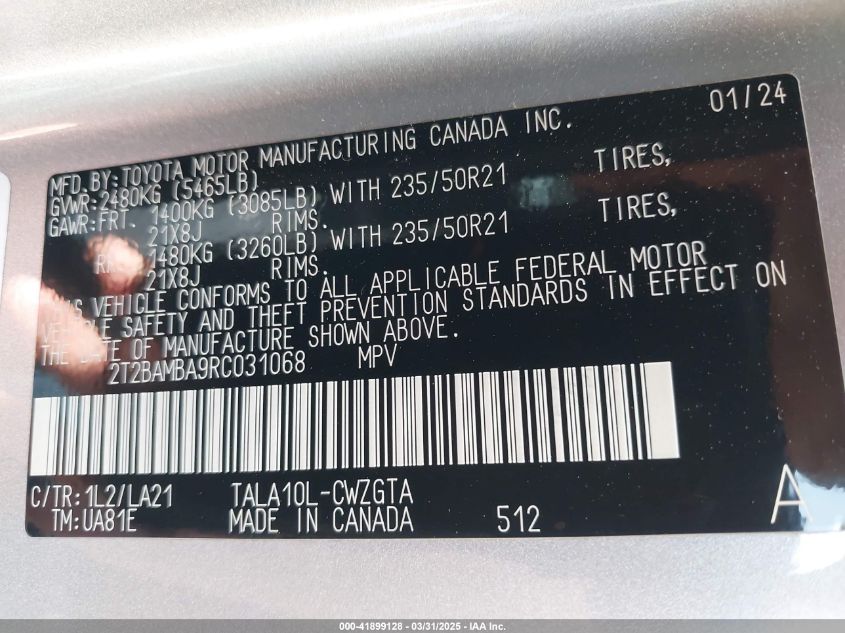 01/24
MFD. BY: TOYOTA MOTOR MANUFACTURING CANADA INC.
GVWR: 2480KG (5465LB)
GAWR: FRT. 1400KG (3085LB) WITH 235/50R21 TIRES,
21X8J RIMS.
RR. 1480KG (3260LB) WITH 235/50R21 TIRES,
21X8J RIMS.
THIS VEHICLE CONFORMS TO ALL APPLICABLE FEDERAL MOTOR
VEHICLE SAFETY AND THEFT PREVENTION STANDARDS IN EFFECT ON
THE DATE OF MANUFACTURE SHOWN ABOVE.
2T2BAMBA9RC031068 MPV
C/TR: 1L2/LA21 TALA10L-CWZGTA
TM: UA81E MADE IN CANADA 512 A
000-41899128 - 03/31/2025 - IAA Inc.